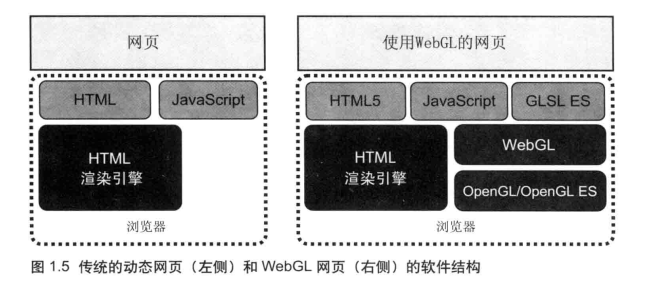 网页
HTML
JavaScript
HTML
渲染引擎
浏览器
使用WebGL的网页
HTML5
JavaScript
GLSL ES
HTML
渲染引擎
WebGL
OpenGL/OpenGL ES
浏览器
图 1.5 传统的动态网页（左侧）和 WebGL 网页（右侧）的软件结构